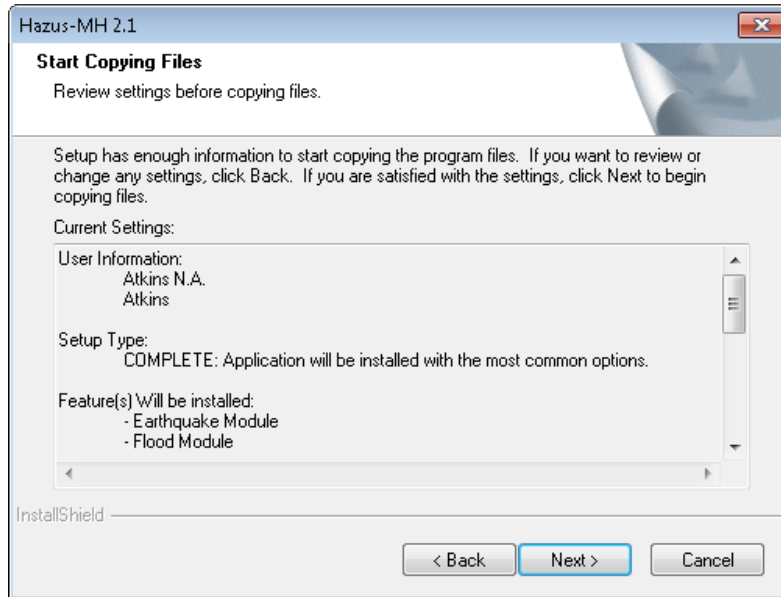 Hazus-MH 2.1
Start Copying Files
Review settings before copying files.
Setup has enough information to start copying the program files.  If you want to review or
change any settings, click Back.  If you are satisfied with the settings, click Next to begin
copying files.
Current Settings:
User Information:
Atkins N.A.
Atkins
Setup Type:
COMPLETE: Application will be installed with the most common options.
Feature(s) Will be installed:
- Earthquake Module
- Flood Module
InstallShield
< Back
Next >
Cancel